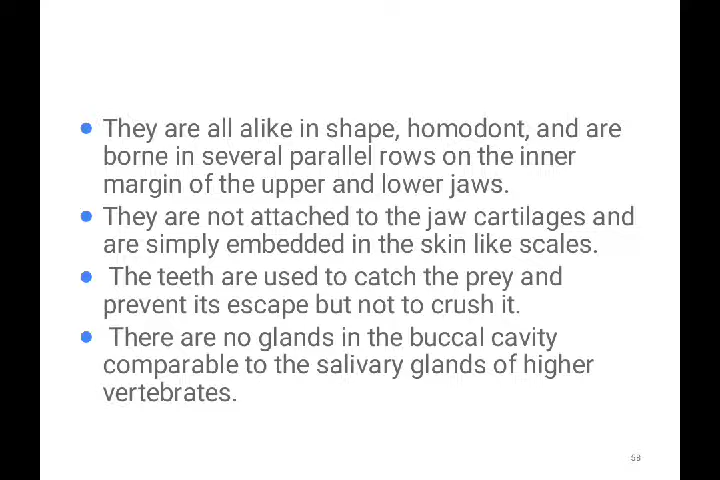 • They are all alike in shape, homodont, and are
borne in several parallel rows on the inner
margin of the upper and lower jaws.
• They are not attached to the jaw cartilages and
are simply embedded in the skin like scales.
• The teeth are used to catch the prey and
prevent its escape but not to crush it.
• There are no glands in the buccal cavity
comparable to the salivary glands of higher
vertebrates.
58